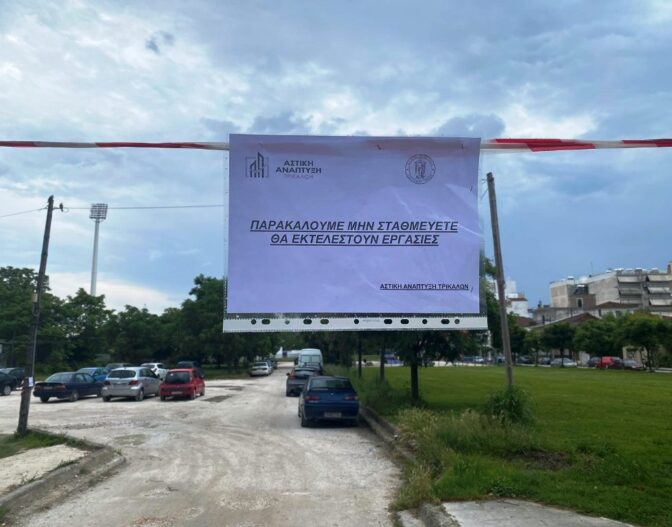 ΑΣΤΙΚΗ
ΑΝΑΠΤΥΞΗ
ΤΡΙΚΑΛΩΝ
ΠΑΡΑΚΑΛΟΥΜΕ ΜΗΝ ΣΤΑΘΜΕΥΕΤΕ
ΘΑ ΕΚΤΕΛΕΣΤΟΥΝ ΕΡΓΑΣΙΕΣ
ΑΣΤΙΚΗ ΑΝΑΠΤΥΞΗ ΤΡΙΚΑΛΩΝ